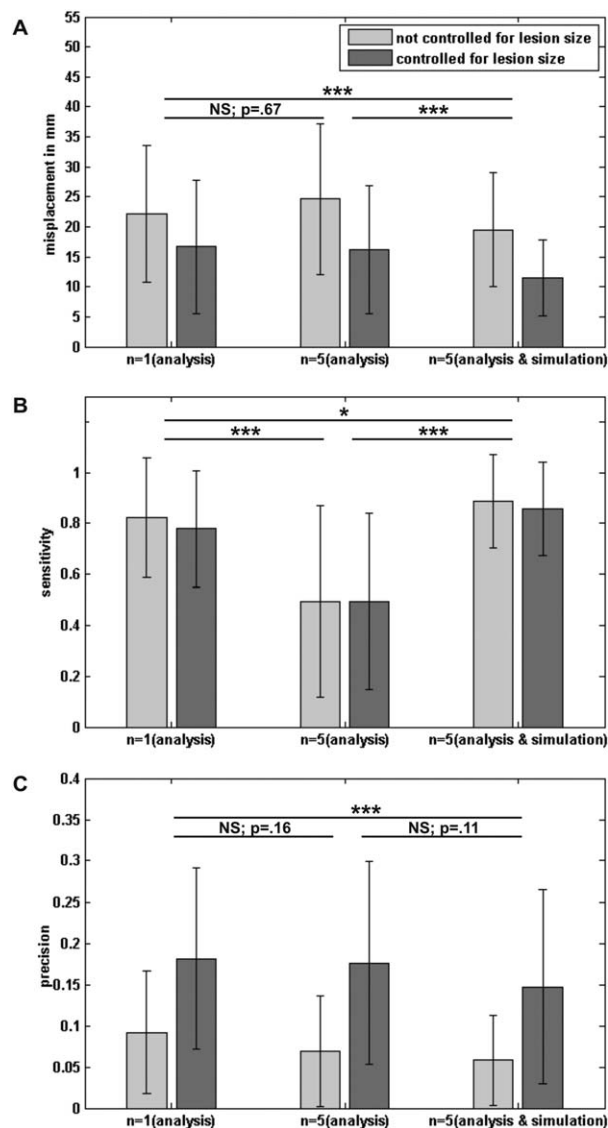 A
55
50
45
40
35
30
25
20
15
10
5
0
misplacement in mm
not controlled for lesion size
controlled for lesion size
***
NS; p=.67
***
n=1(analysis)
n=5(analysis)
n=5(analysis & simulation)
B
1
0.8
0.6
0.4
0.2
0
sensitivity
*
***
***
n=1(analysis)
n=5(analysis)
n=5(analysis & simulation)
C
0.4
0.35
0.3
0.25
0.2
0.15
0.1
0.05
0
precision
***
NS; p=.16
NS; p=.11
n=1(analysis)
n=5(analysis)
n=5(analysis & simulation)